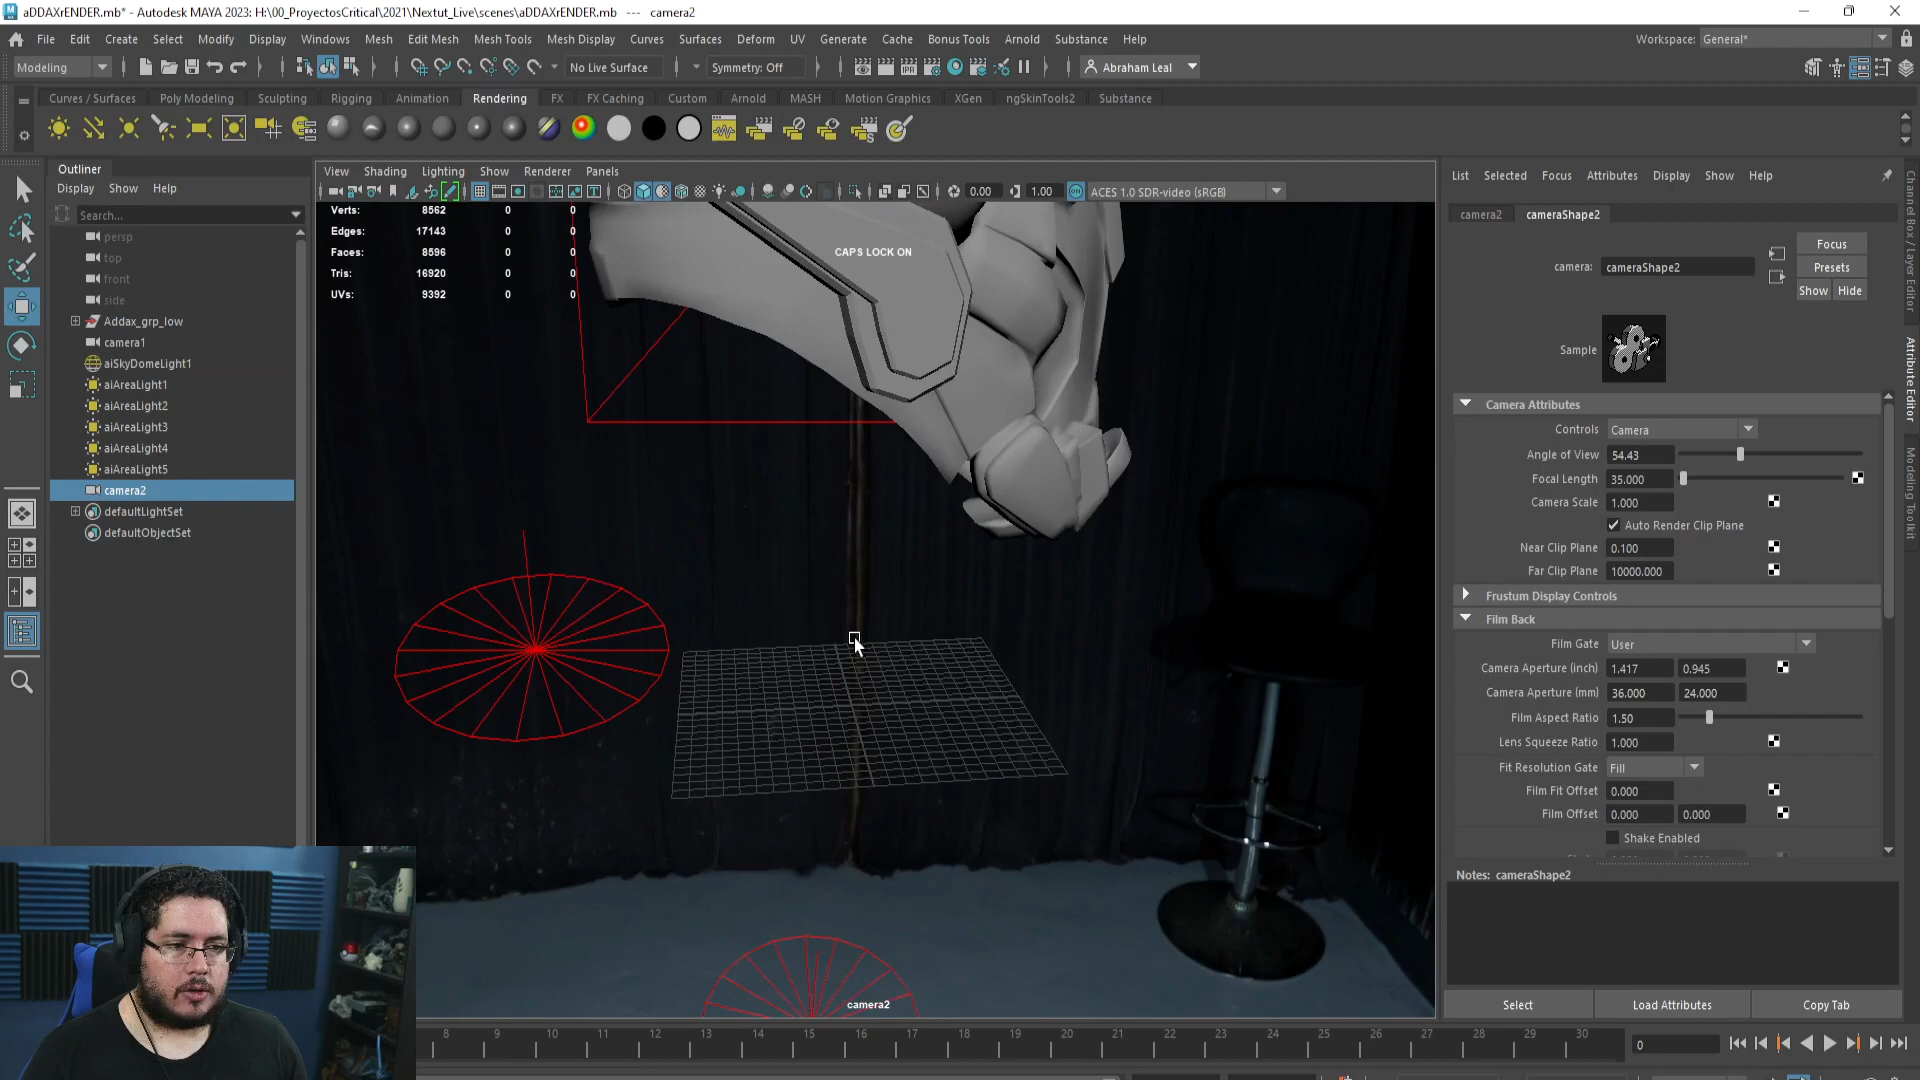 aDDAXrENDER.mb* - Autodesk MAYA 2023: H:\00_ProyectosCritical\2021\Nextut_Live\scenes\aDDAXrENDER.mb --- camera2
File Edit Create Select Modify Display Windows Mesh Edit Mesh Mesh Tools Mesh Display Curves Surfaces Deform UV Generate Cache Bonus Tools Arnold Substance Help
Workspace: General*
Modeling
No Live Surface
Symmetry: Off
Abraham Leal
Curves / Surfaces Poly Modeling Sculpting Rigging Animation Rendering FX FX Caching Custom Arnold MASH Motion Graphics XGen ngSkinTools2 Substance
Outliner
Display Show Help
Search...
persp
top
front
side
Addax_grp_low
camera1
aiSkyDomeLight1
aiAreaLight1
aiAreaLight2
aiAreaLight3
aiAreaLight4
aiAreaLight5
camera2
defaultLightSet
defaultObjectSet
View Shading Lighting Show Renderer Panels
0.00
1.00
ON
ACES 1.0 SDR-video (sRGB)
Verts: 8562 0 0
Edges: 17143 0 0
Faces: 8596 0 0
Tris: 16920 0 0
UVs: 9392 0 0
CAPS LOCK ON
camera2
List Selected Focus Attributes Display Show Help
camera2
cameraShape2
camera: cameraShape2
Focus
Presets
Show Hide
Sample
Camera Attributes
Controls Camera
Angle of View 54.43
Focal Length 35.000
Camera Scale 1.000
Auto Render Clip Plane
Near Clip Plane 0.100
Far Clip Plane 10000.000
Frustum Display Controls
Film Back
Film Gate User
Camera Aperture (inch) 1.417 0.945
Camera Aperture (mm) 36.000 24.000
Film Aspect Ratio 1.50
Lens Squeeze Ratio 1.000
Fit Resolution Gate Fill
Film Fit Offset 0.000
Film Offset 0.000 0.000
Shake Enabled
Notes: cameraShape2
Select
Load Attributes
Copy Tab
Channel Box / Layer Editor
Attribute Editor
Modeling Toolkit
8 9 10 11 12 13 14 15 16 17 18 19 20 21 22 23 24 25 26 27 28 29 30
0